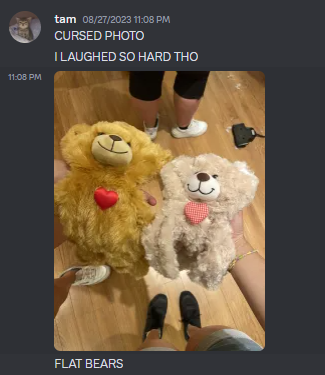 tam 08/27/2023 11:08 PM
CURSED PHOTO
I LAUGHED SO HARD THO
11:08 PM
FLAT BEARS